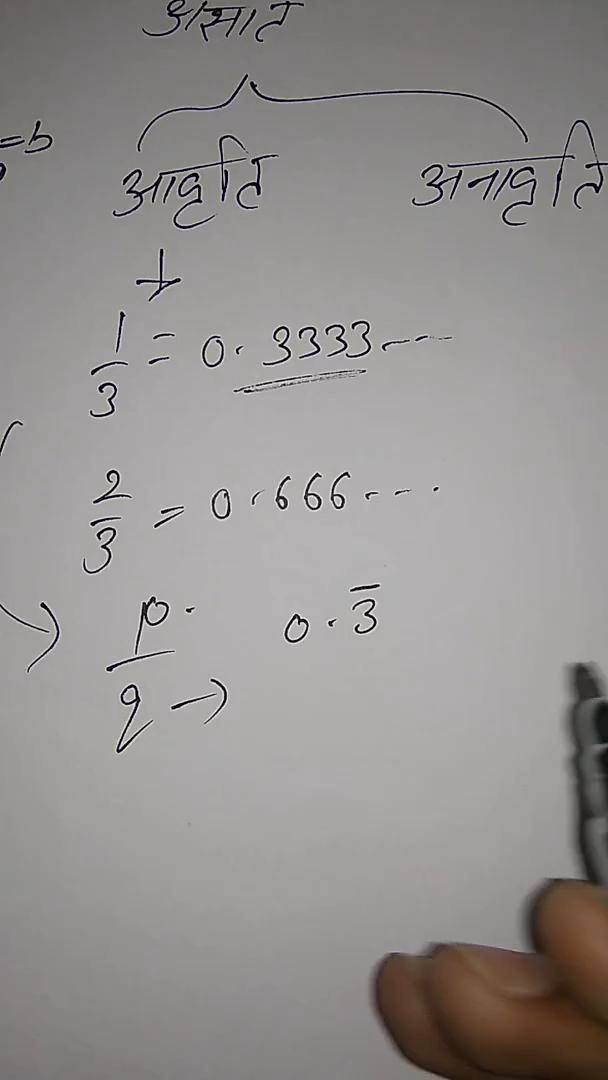 असांत
=b
आवृति अनावृति
1/3 = 0.3333---
2/3 = 0.666---.
p/q → 0.3̅